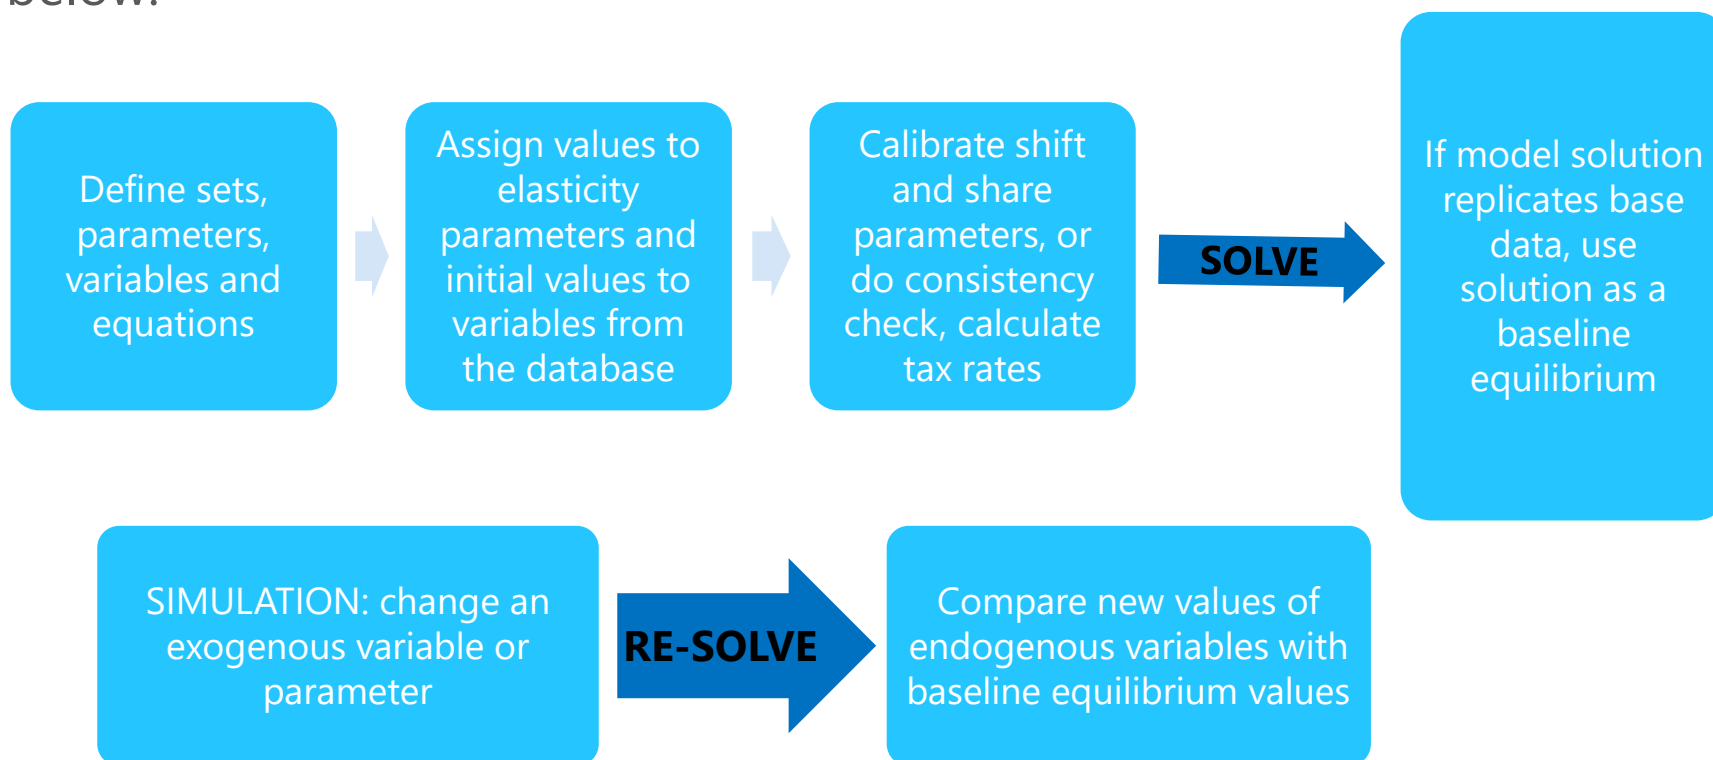 below.
Define sets,
parameters,
variables and
equations
Assign values to
elasticity
parameters and
initial values to
variables from
the database
Calibrate shift
and share
parameters, or
do consistency
check, calculate
tax rates
SOLVE
If model solution
replicates base
data, use
solution as a
baseline
equilibrium
SIMULATION: change an
exogenous variable or
parameter
RE-SOLVE
Compare new values of
endogenous variables with
baseline equilibrium values